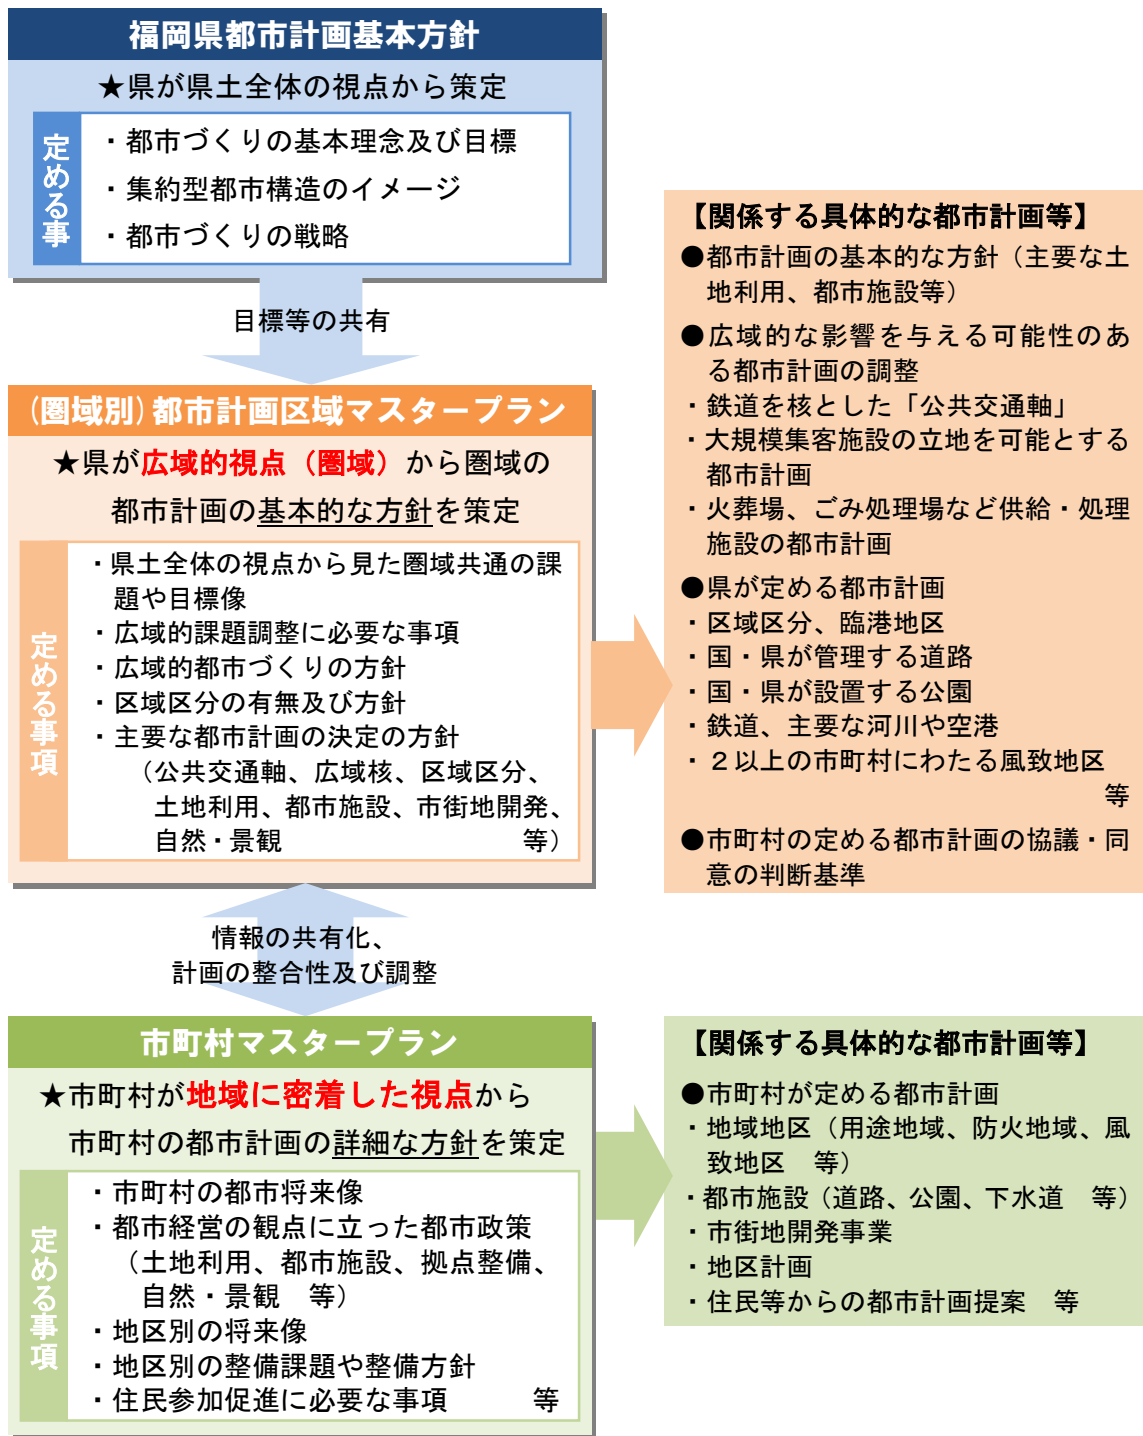 福岡県都市計画基本方針
★県が県土全体の視点から策定
定める事
・都市づくりの基本理念及び目標
・集約型都市構造のイメージ
・都市づくりの戦略
目標等の共有
(圏域別)都市計画区域マスタープラン
★県が広域的視点（圏域）から圏域の
都市計画の基本的な方針を策定
定める事項
・県土全体の視点から見た圏域共通の課
題や目標像
・広域的課題調整に必要な事項
・広域的都市づくりの方針
・区域区分の有無及び方針
・主要な都市計画の決定の方針
（公共交通軸、広域核、区域区分、
土地利用、都市施設、市街地開発、
自然・景観　等）
【関係する具体的な都市計画等】
●都市計画の基本的な方針（主要な土
地利用、都市施設等）
●広域的な影響を与える可能性のあ
る都市計画の調整
・鉄道を核とした「公共交通軸」
・大規模集客施設の立地を可能とする
都市計画
・火葬場、ごみ処理場など供給・処理
施設の都市計画
●県が定める都市計画
・区域区分、臨港地区
・国・県が管理する道路
・国・県が設置する公園
・鉄道、主要な河川や空港
・２以上の市町村にわたる風致地区
等
●市町村の定める都市計画の協議・同
意の判断基準
情報の共有化、
計画の整合性及び調整
市町村マスタープラン
★市町村が地域に密着した視点から
市町村の都市計画の詳細な方針を策定
定める事項
・市町村の都市将来像
・都市経営の観点に立った都市政策
（土地利用、都市施設、拠点整備、
自然・景観　等）
・地区別の将来像
・地区別の整備課題や整備方針
・住民参加促進に必要な事項　等
【関係する具体的な都市計画等】
●市町村が定める都市計画
・地域地区（用途地域、防火地域、風
致地区　等）
・都市施設（道路、公園、下水道　等）
・市街地開発事業
・地区計画
・住民等からの都市計画提案　等